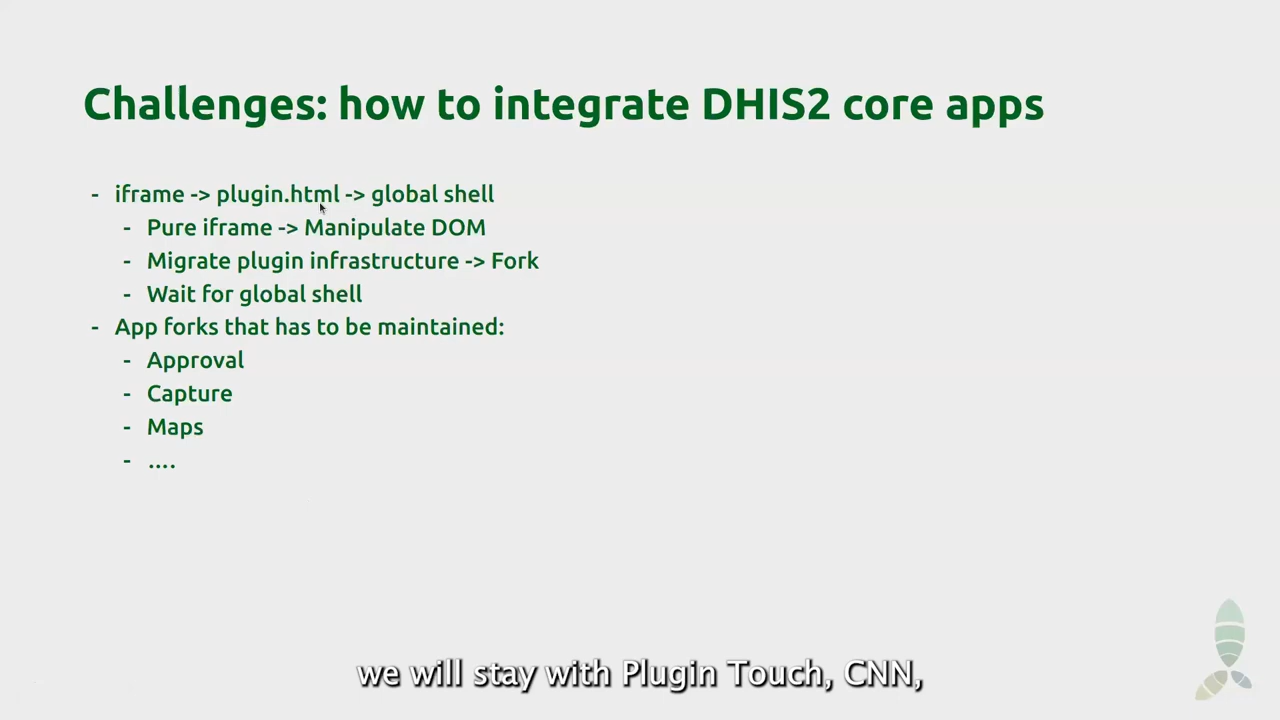 Challenges: how to integrate DHIS2 core apps
- iframe -> plugin.html -> global shell
- Pure iframe -> Manipulate DOM
- Migrate plugin infrastructure -> Fork
- Wait for global shell
- App forks that has to be maintained:
- Approval
- Capture
- Maps
- ....
we will stay with Plugin Touch, CNN,